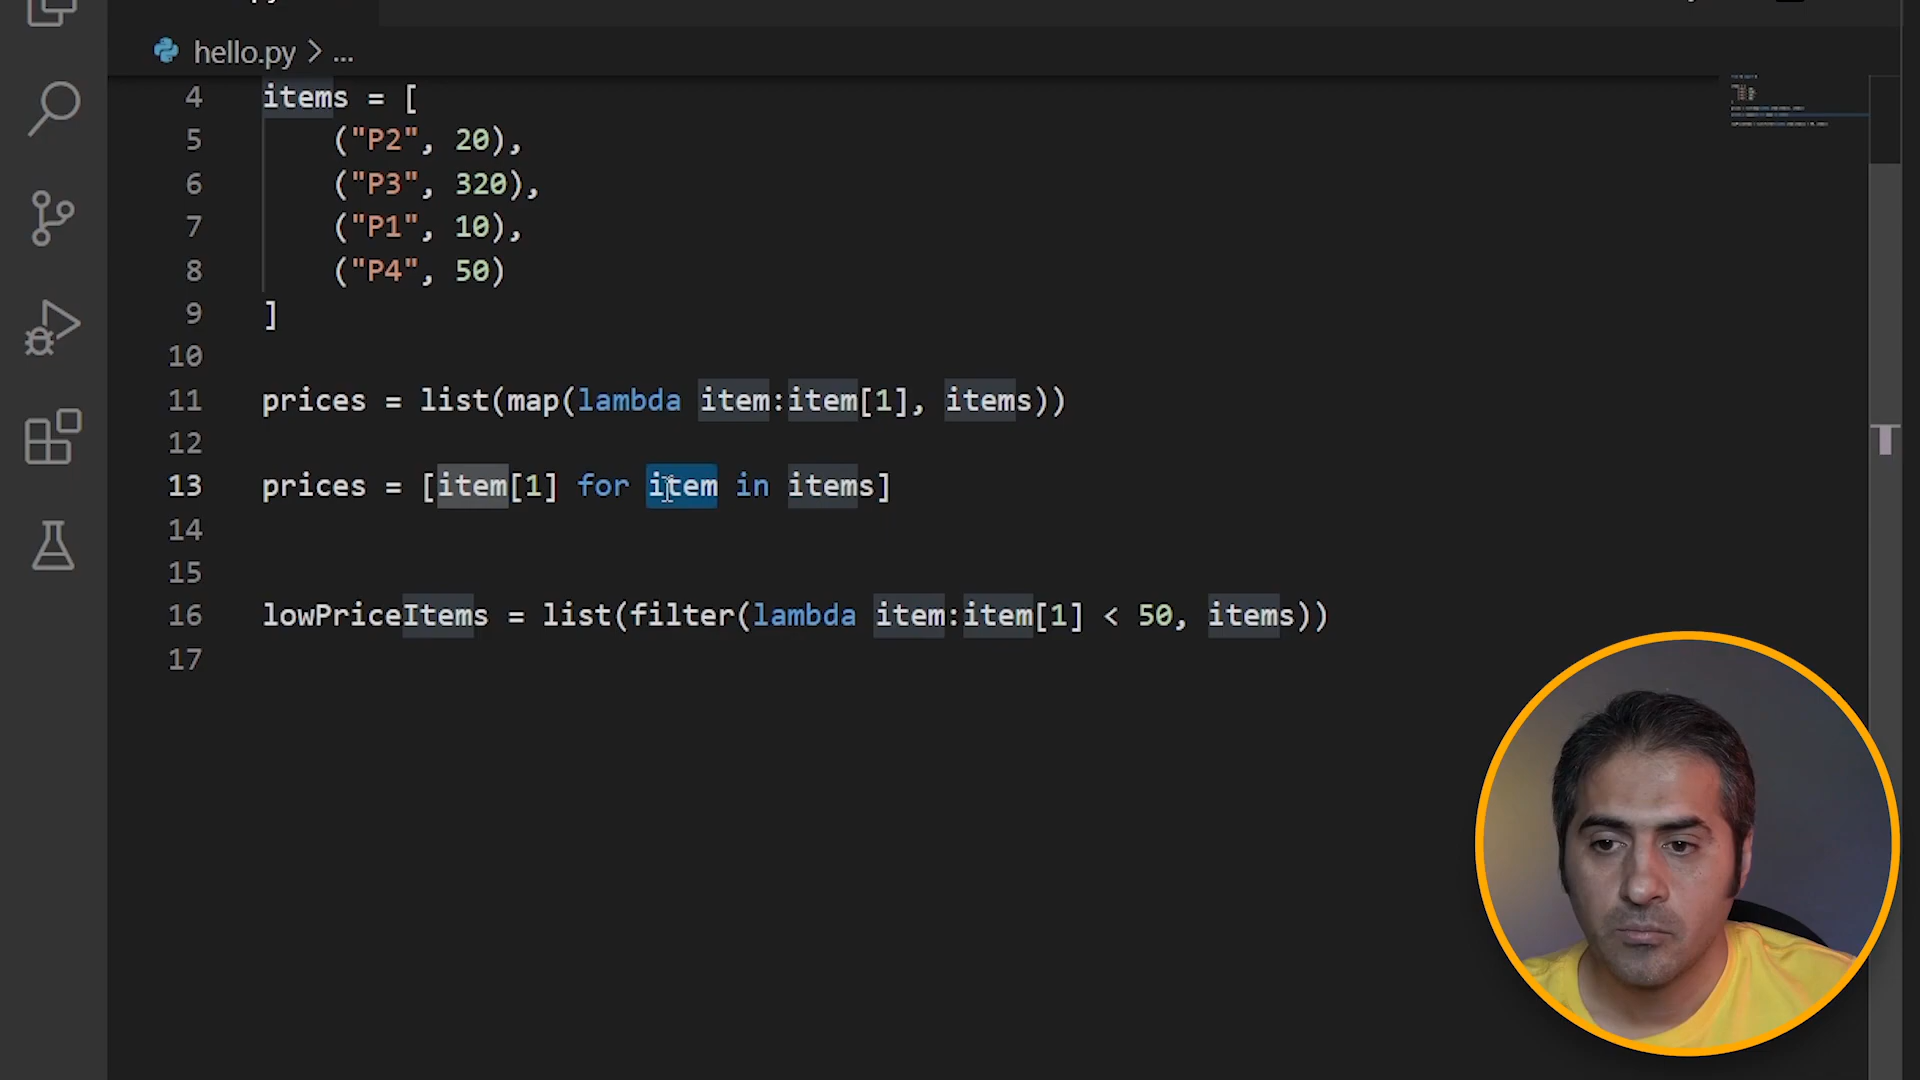 hello.py > ...
4 items = [
5 ("P2", 20),
6 ("P3", 320),
7 ("P1", 10),
8 ("P4", 50)
9 ]
10
11 prices = list(map(lambda item:item[1], items))
12
13 prices = [item[1] for item in items]
14
15
16 lowPriceItems = list(filter(lambda item:item[1] < 50, items))
17